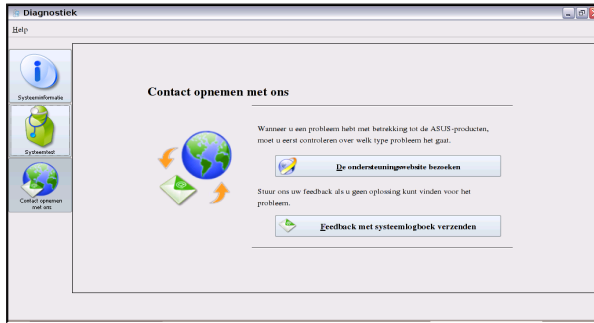 Diagnostiek
Help
Systeeminformatie
Systeemtest
Contact opnemen
met ons
Contact opnemen met ons
Wanneer u een probleem hebt met betrekking tot de ASUS-producten,
moet u eerst controleren over welk type probleem het gaat.
De ondersteuningswebsite bezoeken
Stuur ons uw feedback als u geen oplossing kunt vinden voor het
probleem.
Feedback met systeemlogboek verzenden